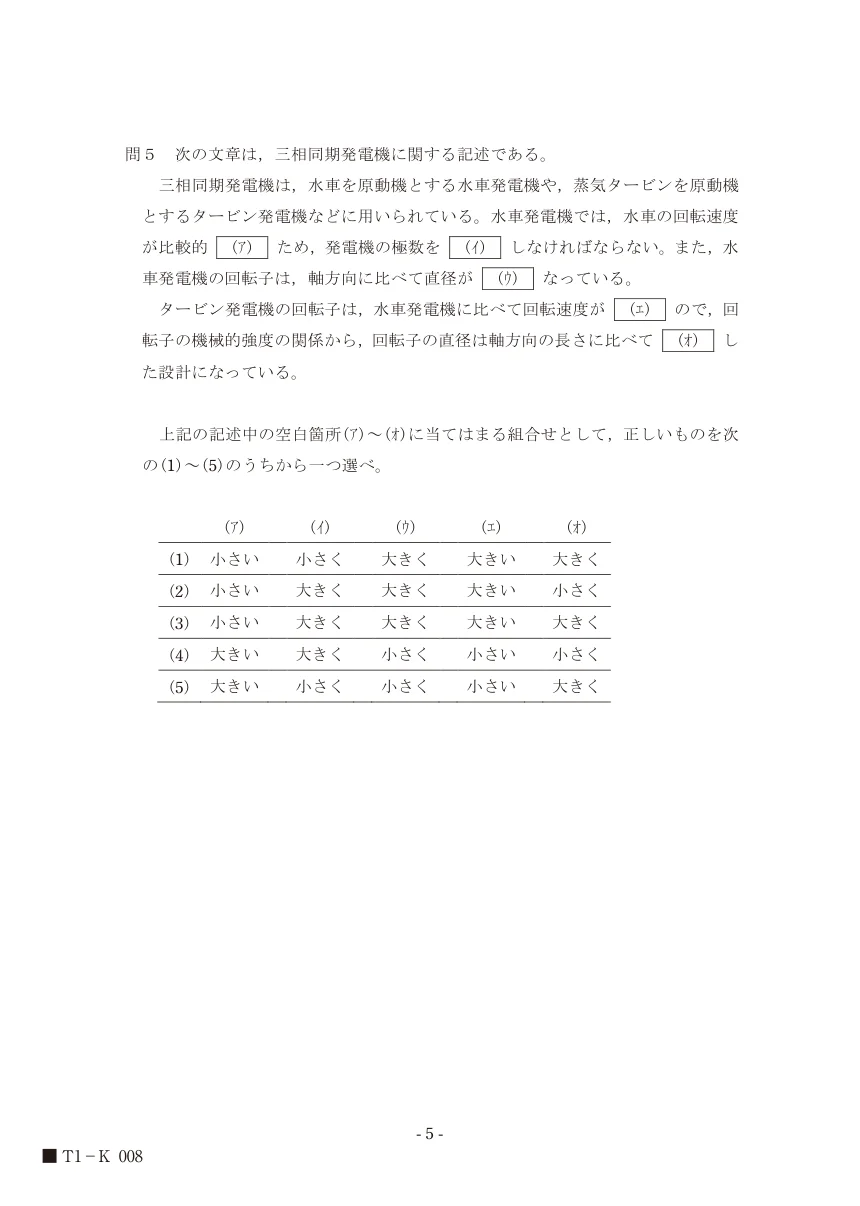 問５　次の文章は，三相同期発電機に関する記述である。
三相同期発電機は，水車を原動機とする水車発電機や，蒸気タービンを原動機
とするタービン発電機などに用いられている。水車発電機では，水車の回転速度
が比較的 (ｱ) ため，発電機の極数を (ｲ) しなければならない。また，水
車発電機の回転子は，軸方向に比べて直径が (ｳ) なっている。
タービン発電機の回転子は，水車発電機に比べて回転速度が (ｴ) ので，回
転子の機械的強度の関係から，回転子の直径は軸方向の長さに比べて (ｵ) し
た設計になっている。
上記の記述中の空白箇所(ｱ)～(ｵ)に当てはまる組合せとして，正しいものを次
の(1)～(5)のうちから一つ選べ。
(ｱ) (ｲ) (ｳ) (ｴ) (ｵ)
(1) 小さい 小さく 大きく 大きい 大きく
(2) 小さい 大きく 大きく 大きい 小さく
(3) 小さい 大きく 大きく 大きい 大きく
(4) 大きい 大きく 小さく 小さい 小さく
(5) 大きい 小さく 小さく 小さい 大きく
- 5 -
■ T1－K 008